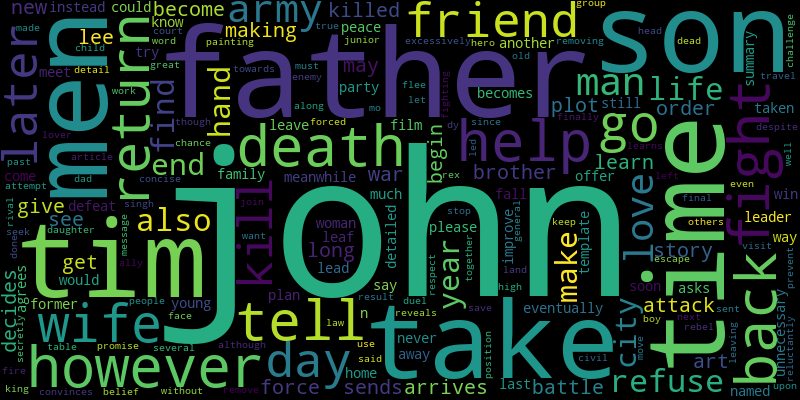 new
instead
could
become
army
killed
friend
group
son
made
know
making
true
peace
another
hero
removing
head
dead
challenge
child
try
court
word
painting
junior
excessively
man
life
summary
travel
lee
detail
meet
great
towards
may
becomes
old
plot
still
order
taken
later
men
return
find
hand
father
must
enemy
party
flee
let
fighting
finally
work
though
along
mo
dy
since
led
help
go
learn
learns
despite
fight
lover
article
chance
leave
forced
film
begin
brother
offer
left
well
past
come
dad
end
death
family
meanwhile
war
rex
time
final
even
win
attempt
concise
singh
much
fall
love
others
leader
give
defeat
also
kill
join
woman
leaf
detailed
stop
generally
keep
way
rival
see
daughter
message
want
long
please
improve
template
story
visit
done
seek
tim
john
lead
respect
year
together
land
make
city
escape
prevent
get
ally
say
soon
asks
back
decides
agrees
would
plan
result
duel
high
reveals
save
attack
sent
former
people
young
n
eventually
boy
next
rebel
secretly
wife
face
tell
law
use
never
take
civil
move
leaving
art
unnecessary
reluctantly
table
promise
several
although
said
away
position
fire
however
day
home
last
refuse
named
upon
king
convinces
belief
without
remove
force
sends
arrives
battle